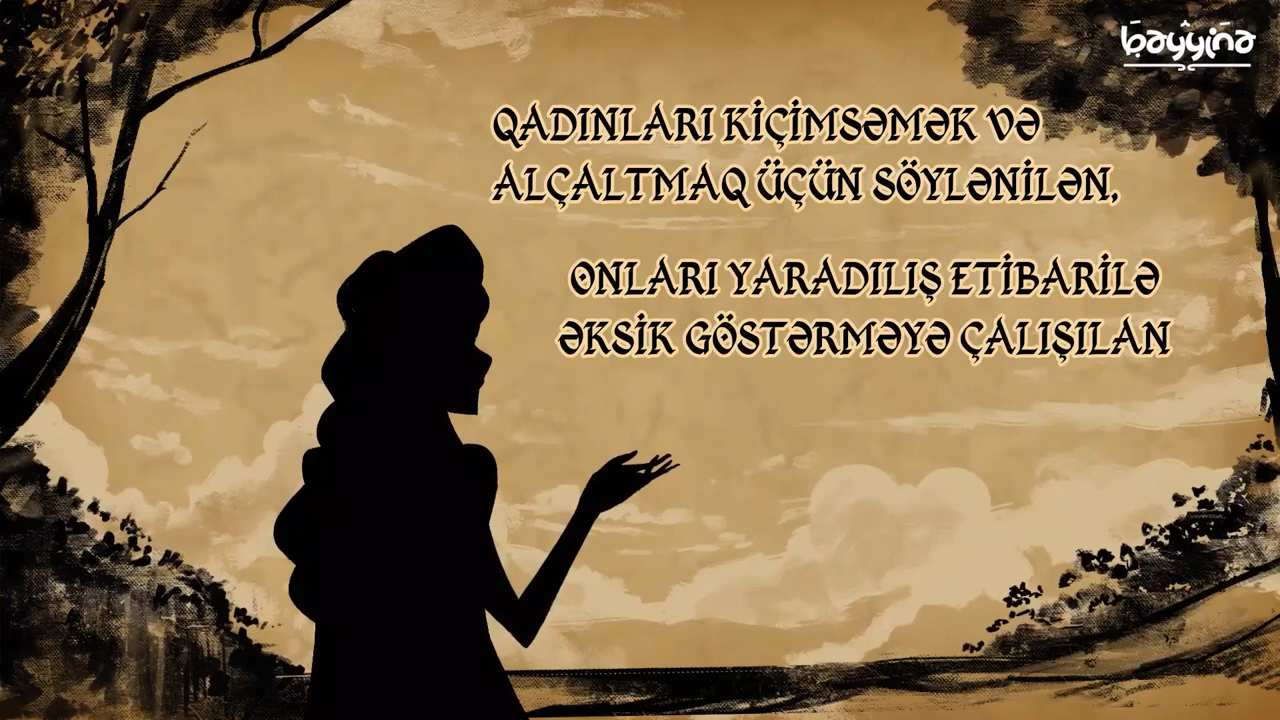 bəyyinə
QADINLARI KİÇİMSƏMƏK VƏ
ALÇALTMAQ ÜÇÜN SÖYLƏNİLƏN,
ONLARI YARADILIŞ ETİBARİLƏ
ƏKSİK GÖSTƏRMƏYƏ ÇALIŞILAN